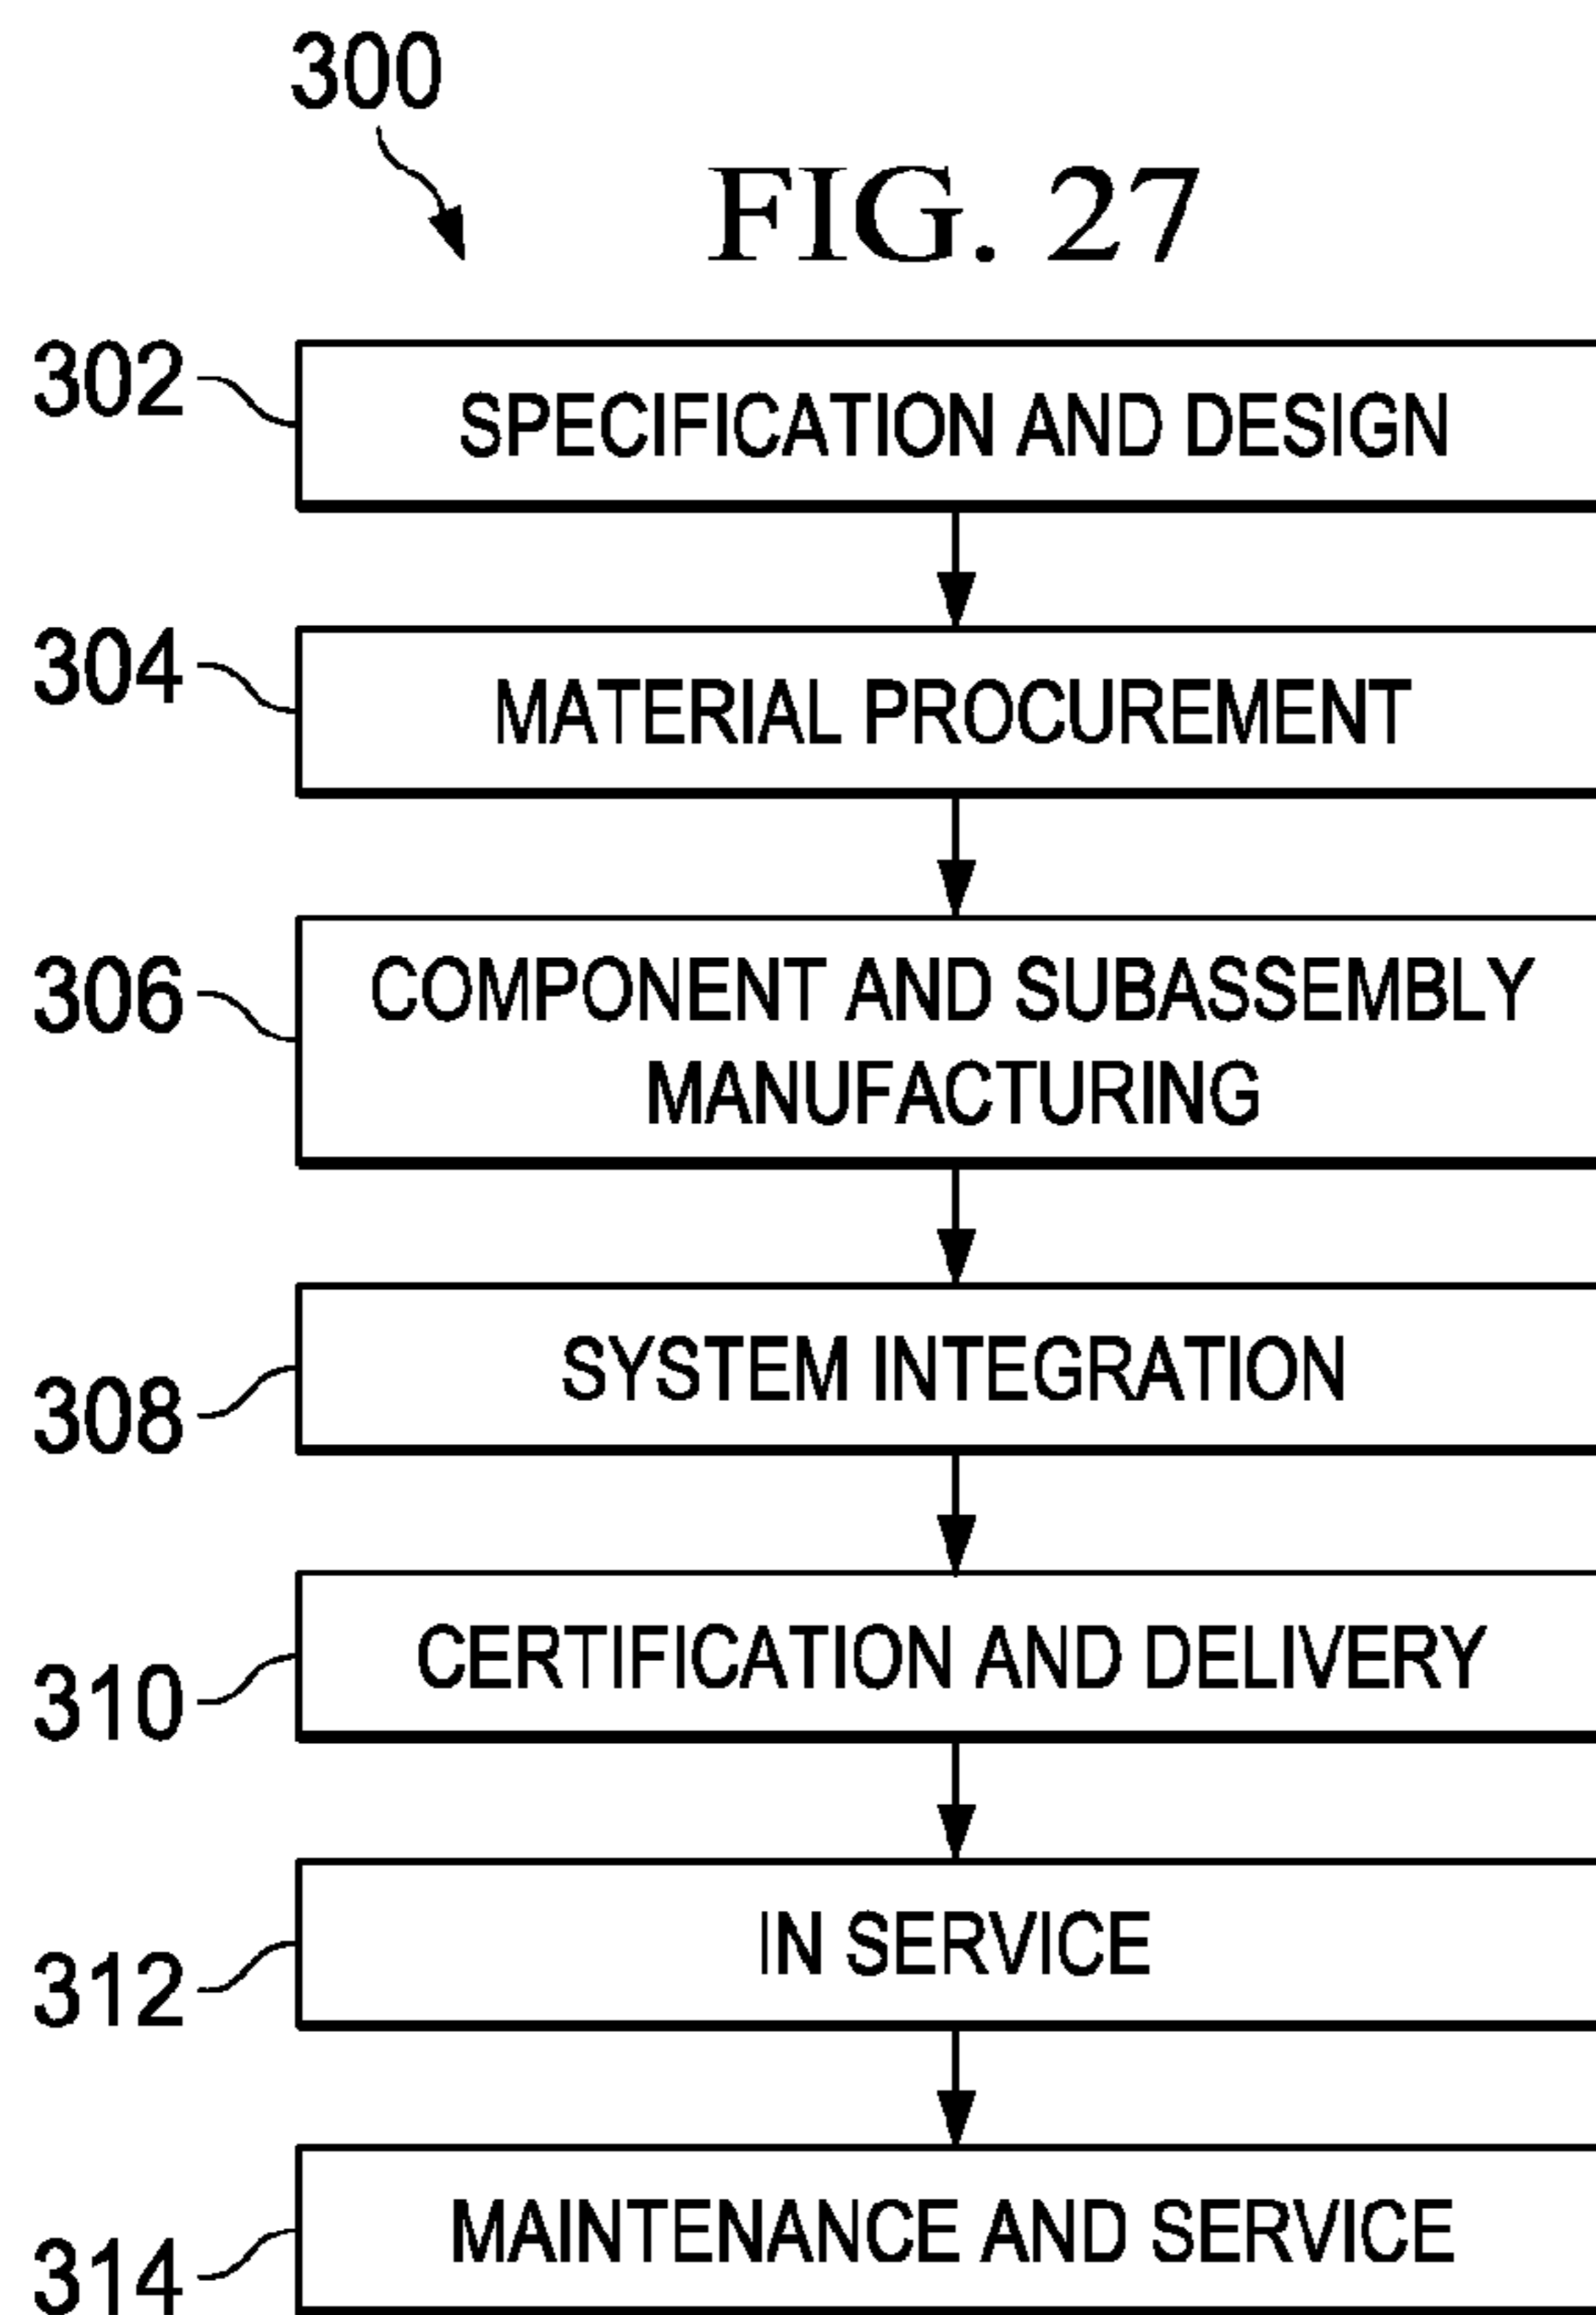 300
FIG. 27
302
SPECIFICATION AND DESIGN
304
MATERIAL PROCUREMENT
306
COMPONENT AND SUBASSEMBLY
MANUFACTURING
308
SYSTEM INTEGRATION
310
CERTIFICATION AND DELIVERY
312
IN SERVICE
314
MAINTENANCE AND SERVICE